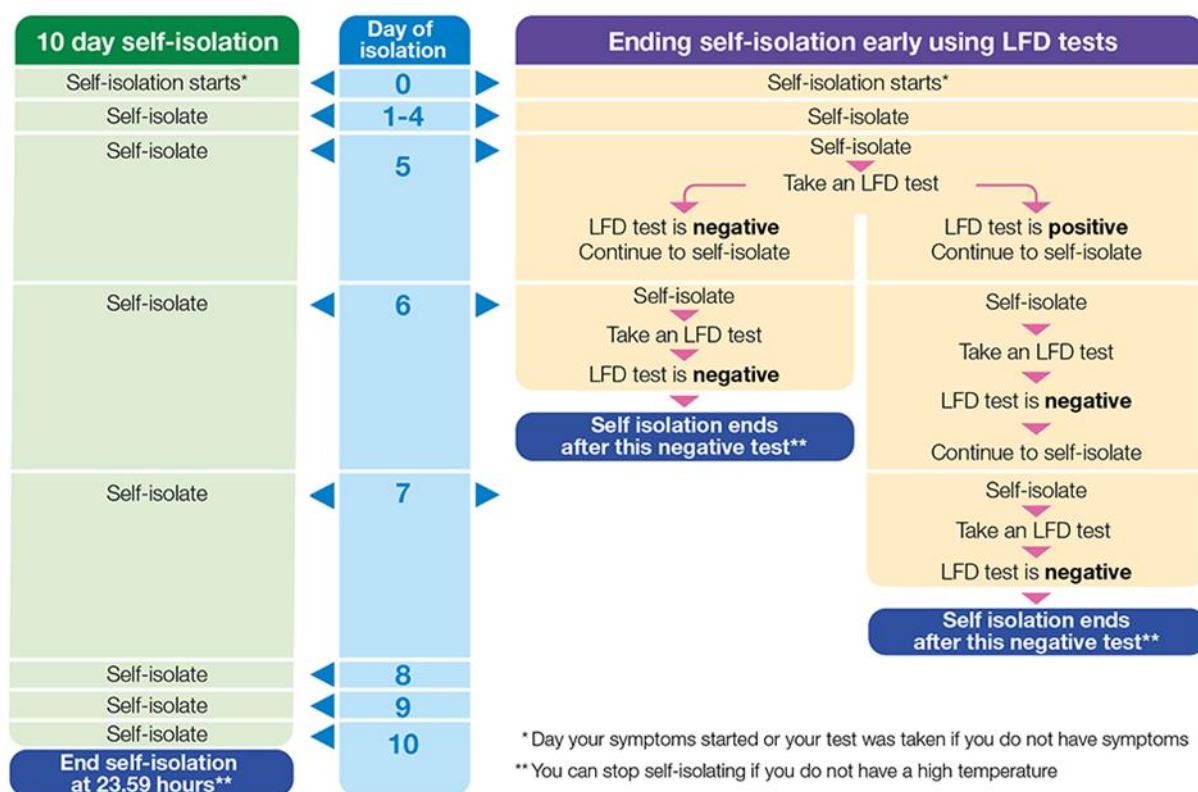 10 day self-isolation
Day of
isolation
Ending self-isolation early using LFD tests
Self-isolation starts*
0
Self-isolation starts*
Self-isolate
1-4
Self-isolate
Self-isolate
5
Self-isolate
Take an LFD test
LFD test is negative
Continue to self-isolate
LFD test is positive
Continue to self-isolate
Self-isolate
6
Self-isolate
Take an LFD test
LFD test is negative
Self isolation ends
after this negative test**
Self-isolate
Take an LFD test
LFD test is negative
Continue to self-isolate
Self-isolate
7
Self-isolate
Take an LFD test
LFD test is negative
Self isolation ends
after this negative test**
Self-isolate
8
Self-isolate
9
Self-isolate
10
End self-isolation
at 23.59 hours**
* Day your symptoms started or your test was taken if you do not have symptoms
** You can stop self-isolating if you do not have a high temperature